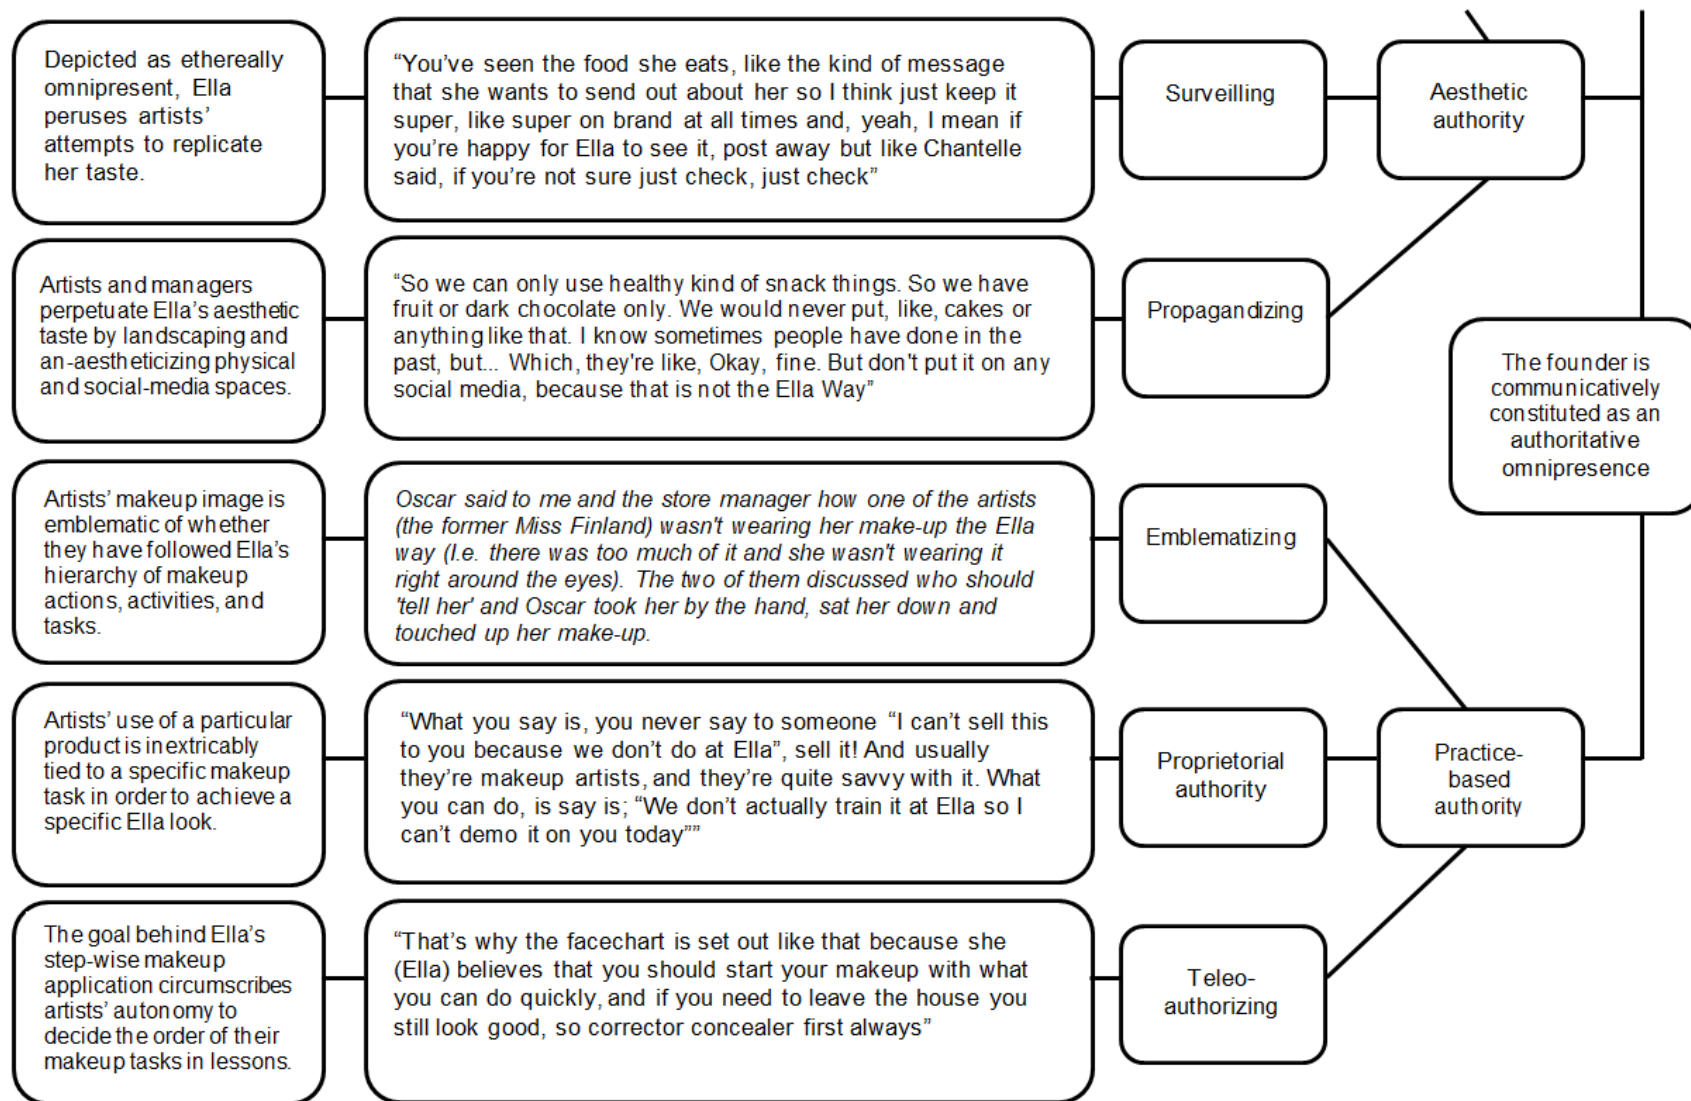 Depicted as ethereally
omnipresent, Ella
peruses artists’
attempts to replicate
her taste.
“You’ve seen the food she eats, like the kind of message
that she wants to send out about her so I think just keep it
super, like super on brand at all times and, yeah, I mean if
you’re happy for Ella to see it, post away but like Chantelle
said, if you’re not sure just check, just check”
Surveilling
Aesthetic
authority
Artists and managers
perpetuate Ella’s aesthetic
taste by landscaping and
an-aestheticizing physical
and social-media spaces.
“So we can only use healthy kind of snack things. So we have
fruit or dark chocolate only. We would never put, like, cakes or
anything like that. I know sometimes people have done in the
past, but... Which, they're like, Okay, fine. But don't put it on any
social media, because that is not the Ella Way”
Propagandizing
The founder is
communicatively
constituted as an
authoritative
omnipresence
Artists’ makeup image is
emblematic of whether
they have followed Ella’s
hierarchy of makeup
actions, activities, and
tasks.
Oscar said to me and the store manager how one of the artists
(the former Miss Finland) wasn't wearing her make-up the Ella
way (I.e. there was too much of it and she wasn't wearing it
right around the eyes). The two of them discussed who should
'tell her' and Oscar took her by the hand, sat her down and
touched up her make-up.
Emblematizing
Artists’ use of a particular
product is inextricably
tied to a specific makeup
task in order to achieve a
specific Ella look.
“What you say is, you never say to someone “I can’t sell this
to you because we don’t do at Ella”, sell it! And usually
they’re makeup artists, and they’re quite savvy with it. What
you can do, is say is; “We don’t actually train it at Ella so I
can’t demo it on you today””
Proprietorial
authority
Practice-
based
authority
The goal behind Ella’s
step-wise makeup
application circumscribes
artists’ autonomy to
decide the order of their
makeup tasks in lessons.
“That’s why the facechart is set out like that because she
(Ella) believes that you should start your makeup with what
you can do quickly, and if you need to leave the house you
still look good, so corrector concealer first always”
Teleo-
authorizing